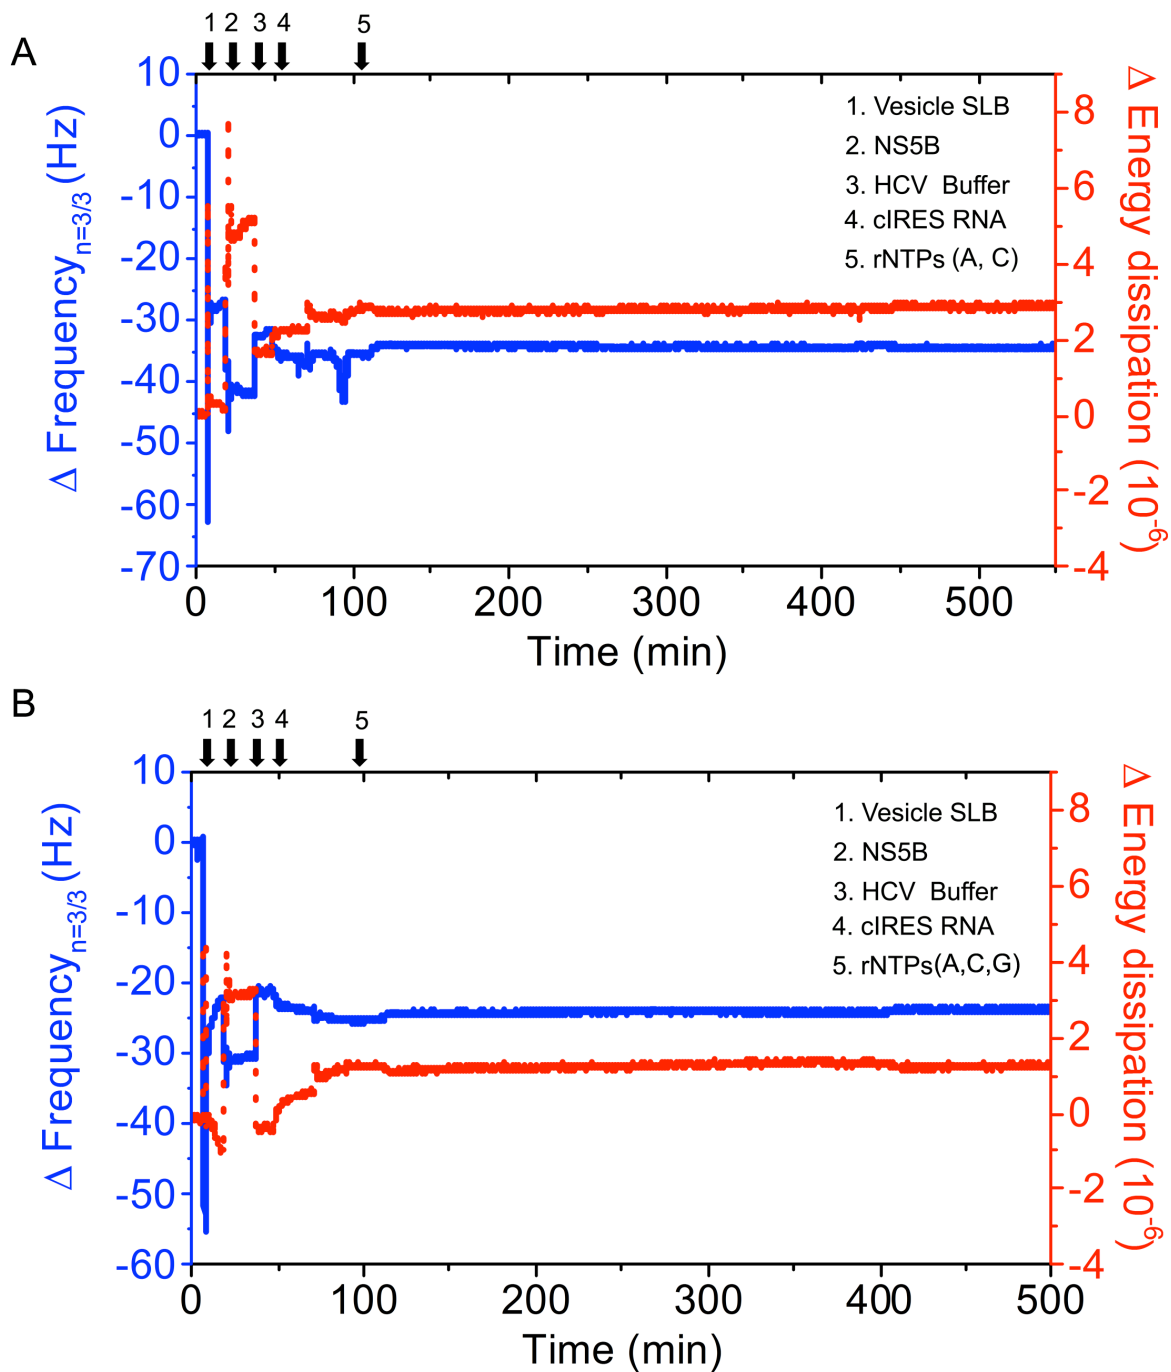 A
1 2 3 4 5
10
0
-10
-20
-30
-40
-50
-60
-70
Δ Frequency n=3/3 (Hz)
1. Vesicle SLB
2. NS5B
3. HCV Buffer
4. cIRES RNA
5. rNTPs (A, C)
8
6
4
2
0
-2
-4
Δ Energy dissipation (10-6)
0 100 200 300 400 500
Time (min)
B
1 2 3 4 5
10
0
-10
-20
-30
-40
-50
-60
Δ Frequency n=3/3 (Hz)
1. Vesicle SLB
2. NS5B
3. HCV Buffer
4. cIRES RNA
5. rNTPs(A,C,G)
8
6
4
2
0
-2
-4
Δ Energy dissipation (10-6)
0 100 200 300 400 500
Time (min)